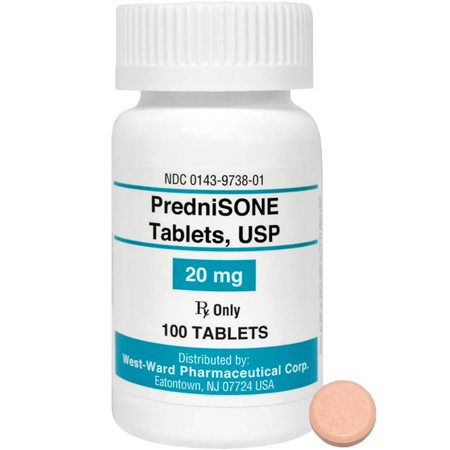 NDC 0143-9738-01
PredniSONE
Tablets, USP
20 mg
℞ Only
100 TABLETS
Distributed by:
West-Ward Pharmaceutical Corp.
Eatontown, NJ 07724 USA